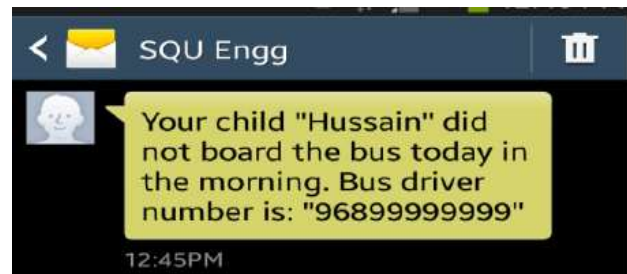 SQU Engg
Your child "Hussain" did
not board the bus today in
the morning. Bus driver
number is: "96899999999"
12:45PM